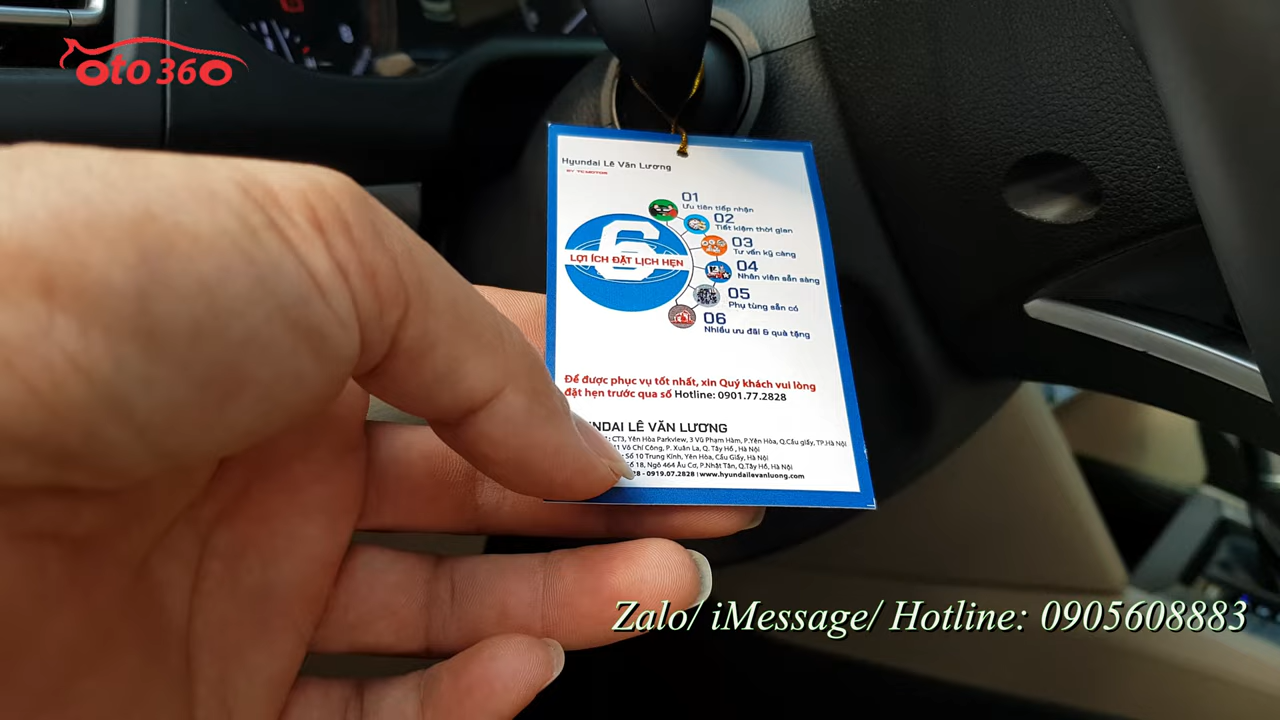 OTO 360
Hyundai Lê Văn Lương
BY TCMOTOR
6
LỢI ÍCH ĐẶT LỊCH HẸN
01
Ưu tiên tiếp nhận
02
Tiết kiệm thời gian
03
Tư vấn kỹ càng
04
Nhân viên sẵn sàng
05
Phụ tùng sẵn có
06
Nhiều ưu đãi & quà tặng
Để được phục vụ tốt nhất, xin Quý khách vui lòng
đặt hẹn trước qua số Hotline: 0901.77.2828
NDAI LÊ VĂN LƯƠNG
CT3, Yên Hòa Parkview, 3 Vũ Phạm Hàm, P.Yên Hòa, Q.Cầu giấy, TP.Hà Nội
Võ Chí Công, P. Xuân La, Q. Tây Hồ, Hà Nội
Số 10 Trung Kính, Yên Hòa, Cầu Giấy, Hà Nội
18, Ngõ 464 Âu Cơ, P.Nhật Tân, Q.Tây Hồ, Hà Nội
28 - 0919.07.2828 | www.hyundailevanluong.com
Zalo/ iMessage/ Hotline: 0905608883